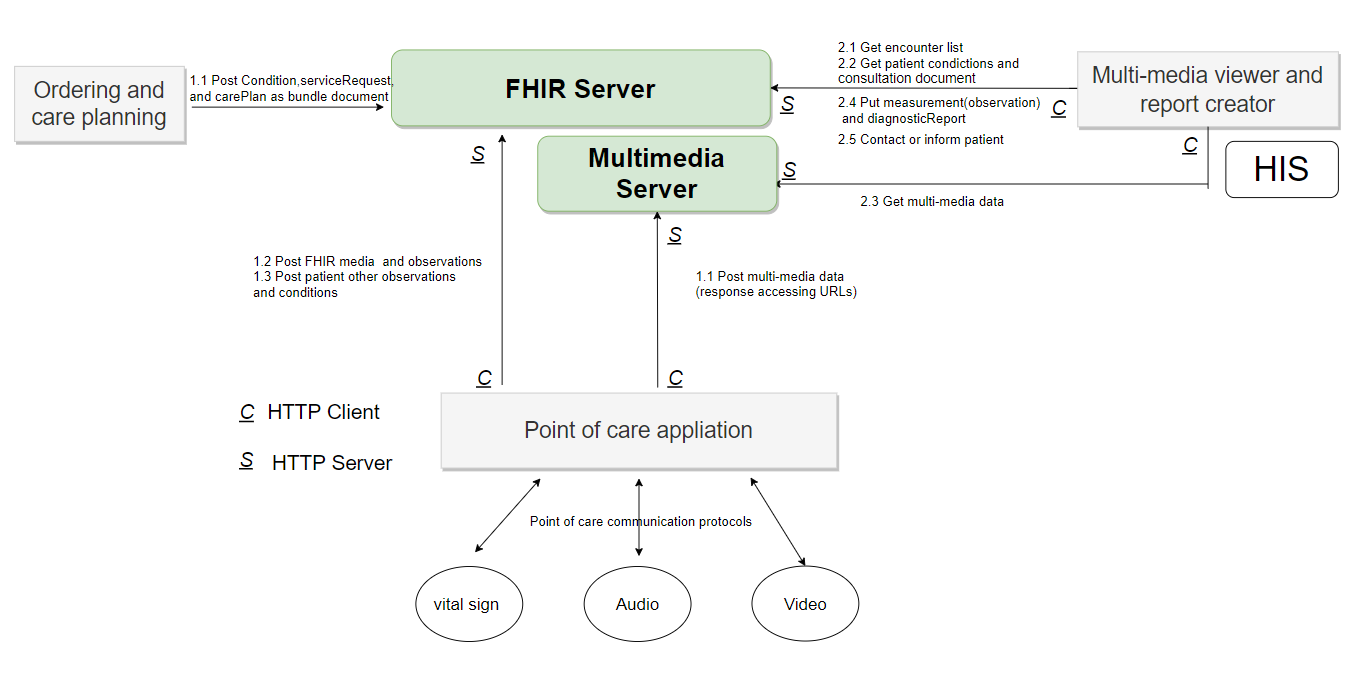 Ordering and
care planning
1.1 Post Condition,serviceRequest,
and carePlan as bundle document
FHIR Server
S
2.1 Get encounter list
2.2 Get patient condictions and
consultation document
2.4 Put measurement(observation)
and diagnosticReport
2.5 Contact or inform patient
C
Multi-media viewer and
report creator
C
HIS
S
Multimedia
Server
S
2.3 Get multi-media data
S
1.2 Post FHIR media and observations
1.3 Post patient other observations
and conditions
1.1 Post multi-media data
(response accessing URLs)
C
C
C HTTP Client
S HTTP Server
Point of care appliation
Point of care communication protocols
vital sign
Audio
Video